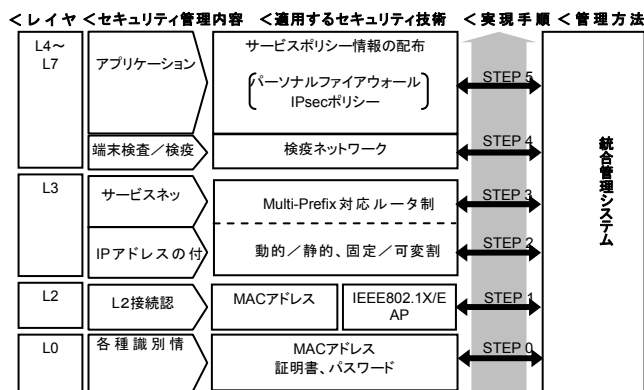 ＜レイヤ ＜セキュリティ管理内容 ＜適用するセキュリティ技術 ＜実現手順 ＜管理方法
L4～
L7
アプリケーション
サービスポリシー情報の配布
パーソナルファイアウォール
IPsecポリシー
STEP 5
端末検査／検疫
検疫ネットワーク
STEP 4
L3
サービスネッ
Multi-Prefix 対応ルータ制
STEP 3
IPアドレスの付
動的／静的、固定／可変割
STEP 2
L2
L2接続認
MACアドレス
IEEE802.1X/E
AP
STEP 1
L0
各種識別情
MACアドレス
証明書、パスワード
STEP 0
統合管理システム